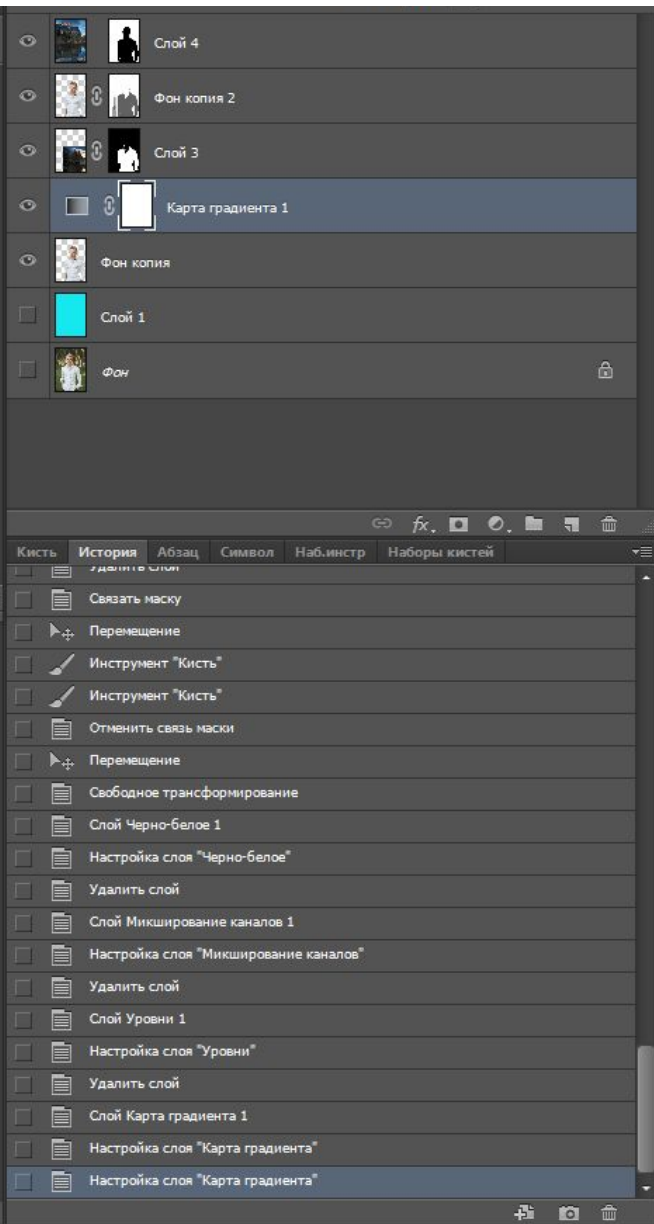 Слой 4
Фон копия 2
Слой 3
Карта градиента 1
Фон копия
Слой 1
Фон
fx
Кисть История Абзац Символ Наб.инстр Наборы кистей
Удалить слой
Связать маску
Перемещение
Инструмент "Кисть"
Инструмент "Кисть"
Отменить связь маски
Перемещение
Свободное трансформирование
Слой Черно-белое 1
Настройка слоя "Черно-белое"
Удалить слой
Слой Микширование каналов 1
Настройка слоя "Микширование каналов"
Удалить слой
Слой Уровни 1
Настройка слоя "Уровни"
Удалить слой
Слой Карта градиента 1
Настройка слоя "Карта градиента"
Настройка слоя "Карта градиента"